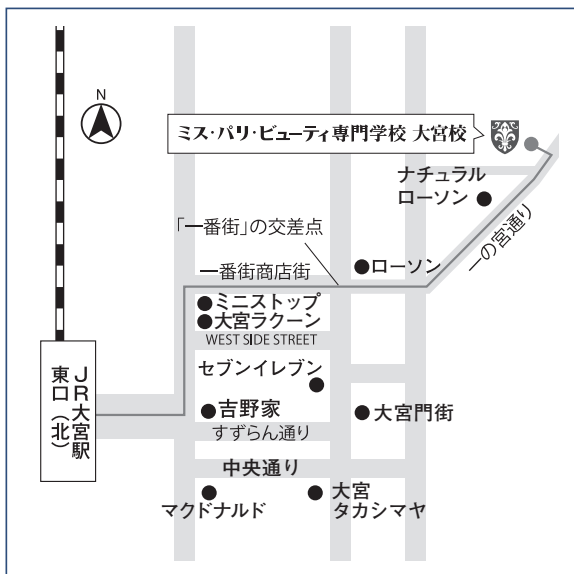 N
ミス・パリ・ビューティ専門学校 大宮校
ナチュラル
ローソン
一の宮通り
「一番街」の交差点
ローソン
一番街商店街
ミニストップ
大宮ラクーン
WEST SIDE STREET
セブンイレブン
JR大宮駅
東口(北)
吉野家
大宮門街
すずらん通り
中央通り
マクドナルド
大宮
タカシマヤ